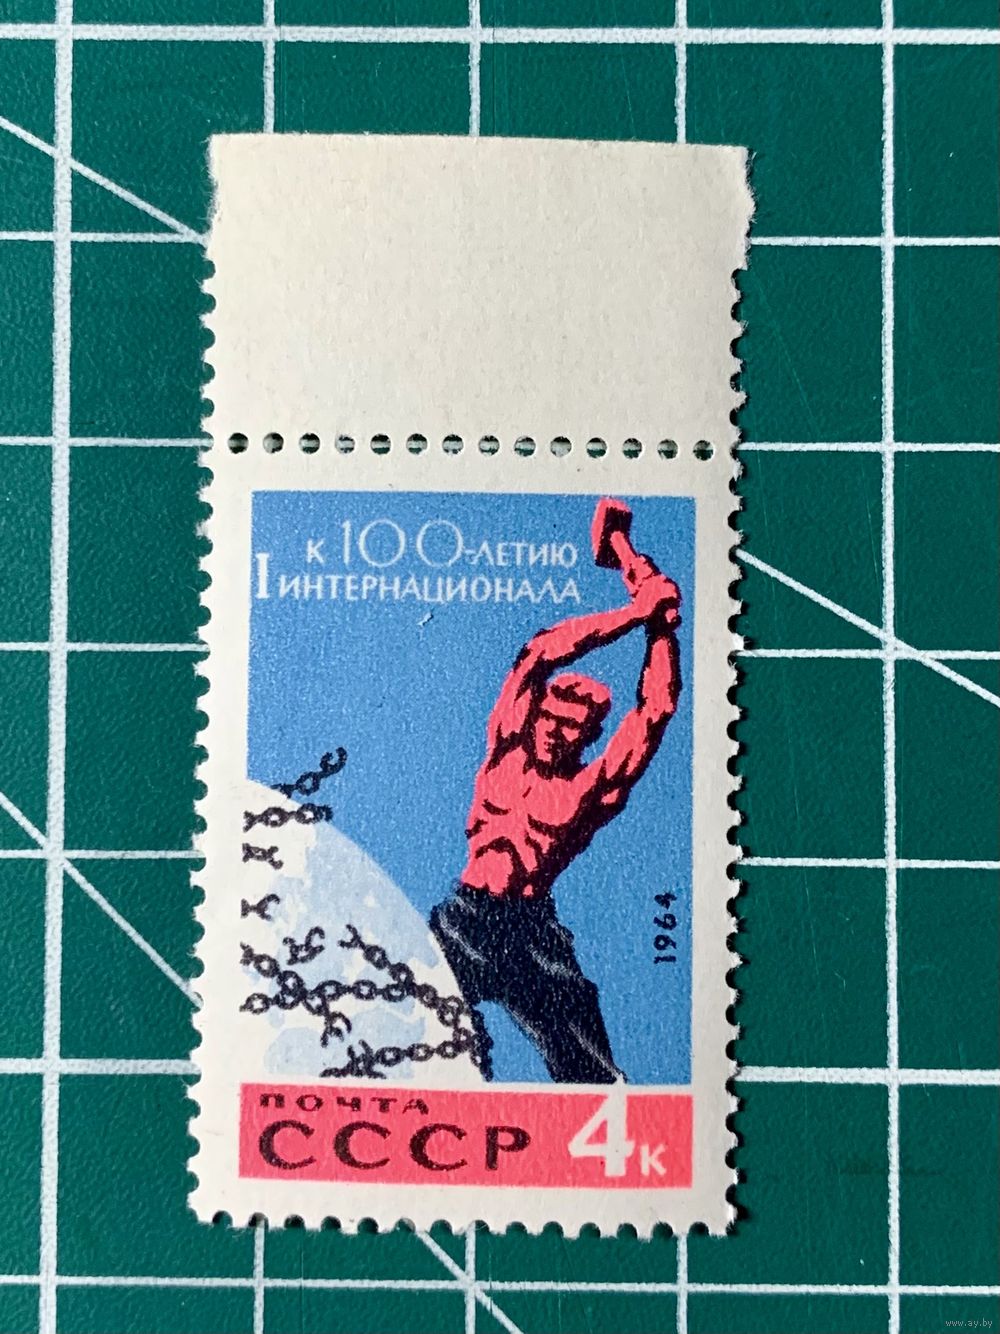 К 100-ЛЕТИЮ
I ИНТЕРНАЦИОНАЛА
1964
ПОЧТА
СССР 4к
www.ay.by